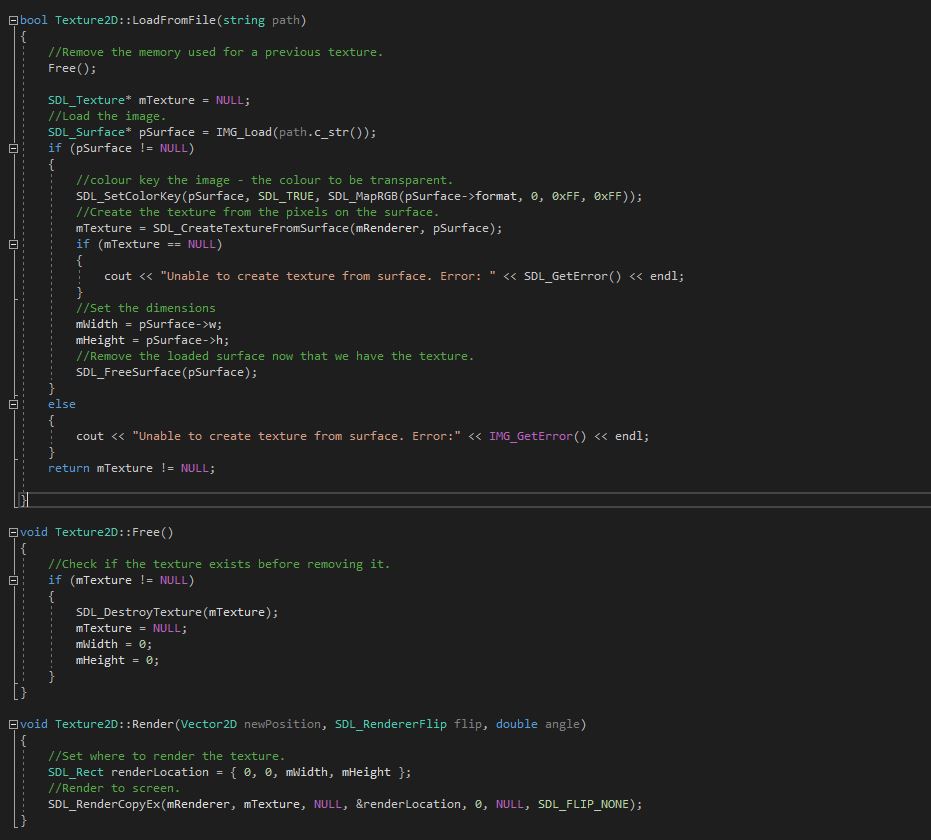 bool Texture2D::LoadFromFile(string path)
{
    //Remove the memory used for a previous texture.
    Free();

    SDL_Texture* mTexture = NULL;
    //Load the image.
    SDL_Surface* pSurface = IMG_Load(path.c_str());
    if (pSurface != NULL)
    {
        //colour key the image - the colour to be transparent.
        SDL_SetColorKey(pSurface, SDL_TRUE, SDL_MapRGB(pSurface->format, 0, 0xFF, 0xFF));
        //Create the texture from the pixels on the surface.
        mTexture = SDL_CreateTextureFromSurface(mRenderer, pSurface);
        if (mTexture == NULL)
        {
            cout << "Unable to create texture from surface. Error: " << SDL_GetError() << endl;
        }
        //Set the dimensions
        mWidth = pSurface->w;
        mHeight = pSurface->h;
        //Remove the loaded surface now that we have the texture.
        SDL_FreeSurface(pSurface);
    }
    else
    {
        cout << "Unable to create texture from surface. Error:" << IMG_GetError() << endl;
    }
    return mTexture != NULL;

}

void Texture2D::Free()
{
    //Check if the texture exists before removing it.
    if (mTexture != NULL)
    {
        SDL_DestroyTexture(mTexture);
        mTexture = NULL;
        mWidth = 0;
        mHeight = 0;
    }
}

void Texture2D::Render(Vector2D newPosition, SDL_RendererFlip flip, double angle)
{
    //Set where to render the texture.
    SDL_Rect renderLocation = { 0, 0, mWidth, mHeight };
    //Render to screen.
    SDL_RenderCopyEx(mRenderer, mTexture, NULL, &renderLocation, 0, NULL, SDL_FLIP_NONE);
}